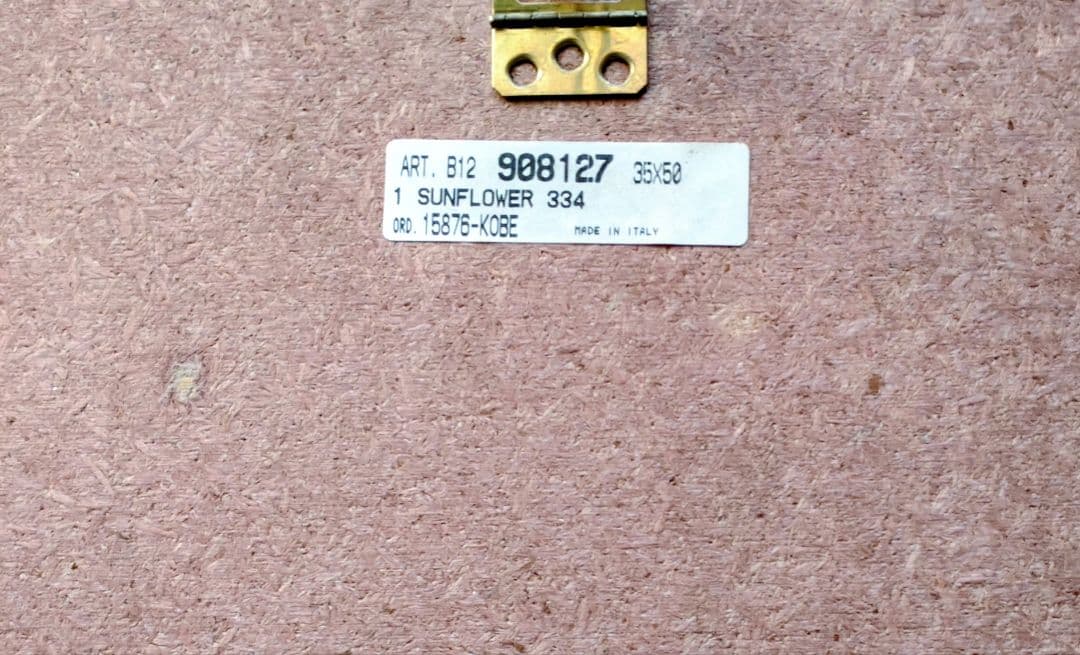 ART. B12 908127 35X50
1 SUNFLOWER 334
ORD. 15876-KOBE MADE IN ITALY